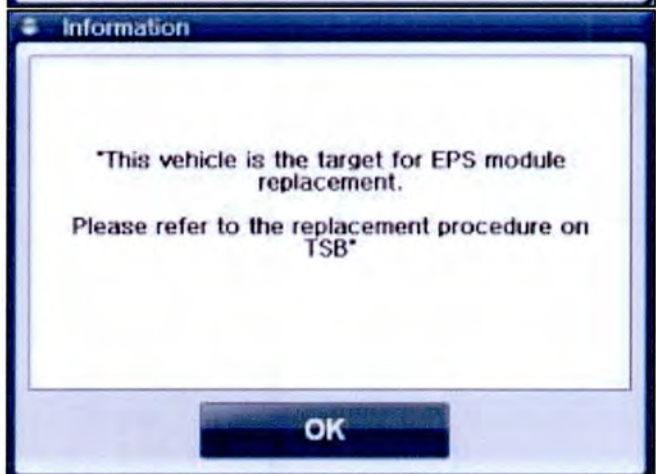 Information
"This vehicle is the target for EPS module
replacement.
Please refer to the replacement procedure on
TSB"
OK